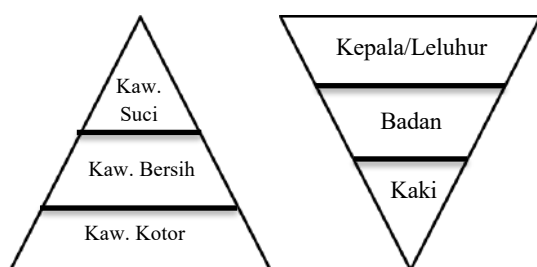 Kaw.
Suci
Kaw. Bersih
Kaw. Kotor
Kepala/Leluhur
Badan
Kaki